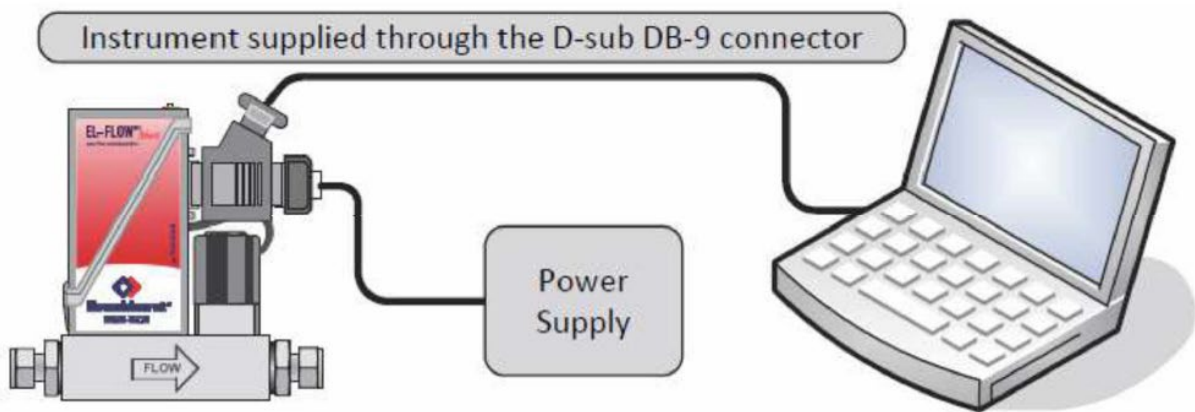 Instrument supplied through the D-sub DB-9 connector
EL-FLOW
Power
Supply
FLOW